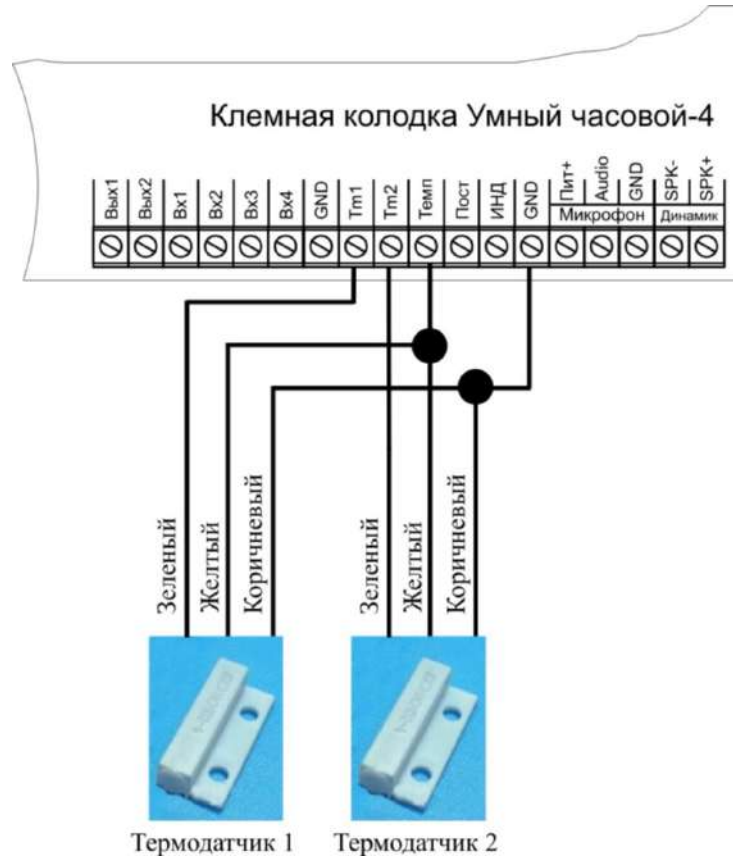 Клемная колодка Умный часовой-4
Вых1
Вых2
Вх1
Вх2
Вх3
Вх4
GND
Tm1
Tm2
Темп
Пост
ИНД
GND
Пит+
Audio
GND
SPK-
SPK+
Микрофон
Динамик
Зеленый
Желтый
Коричневый
Зеленый
Желтый
Коричневый
Термодатчик 1
Термодатчик 2